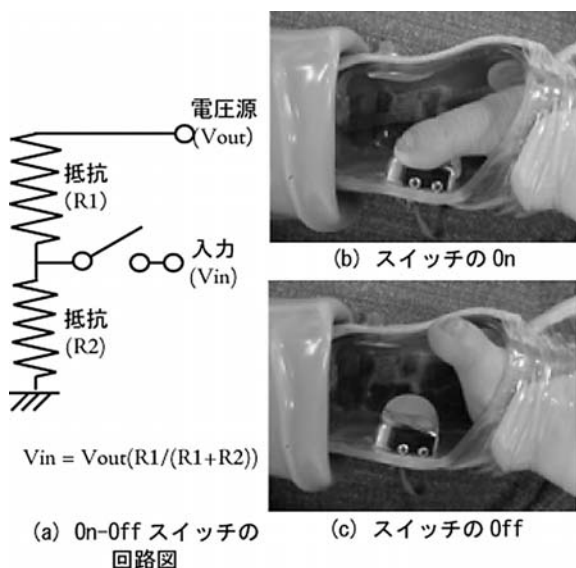 電圧源
(Vout)
抵抗
(R1)
入力
(Vin)
抵抗
(R2)
Vin = Vout(R1/(R1+R2))
(a) On-Off スイッチの
回路図
(b) スイッチの On
(c) スイッチの Off